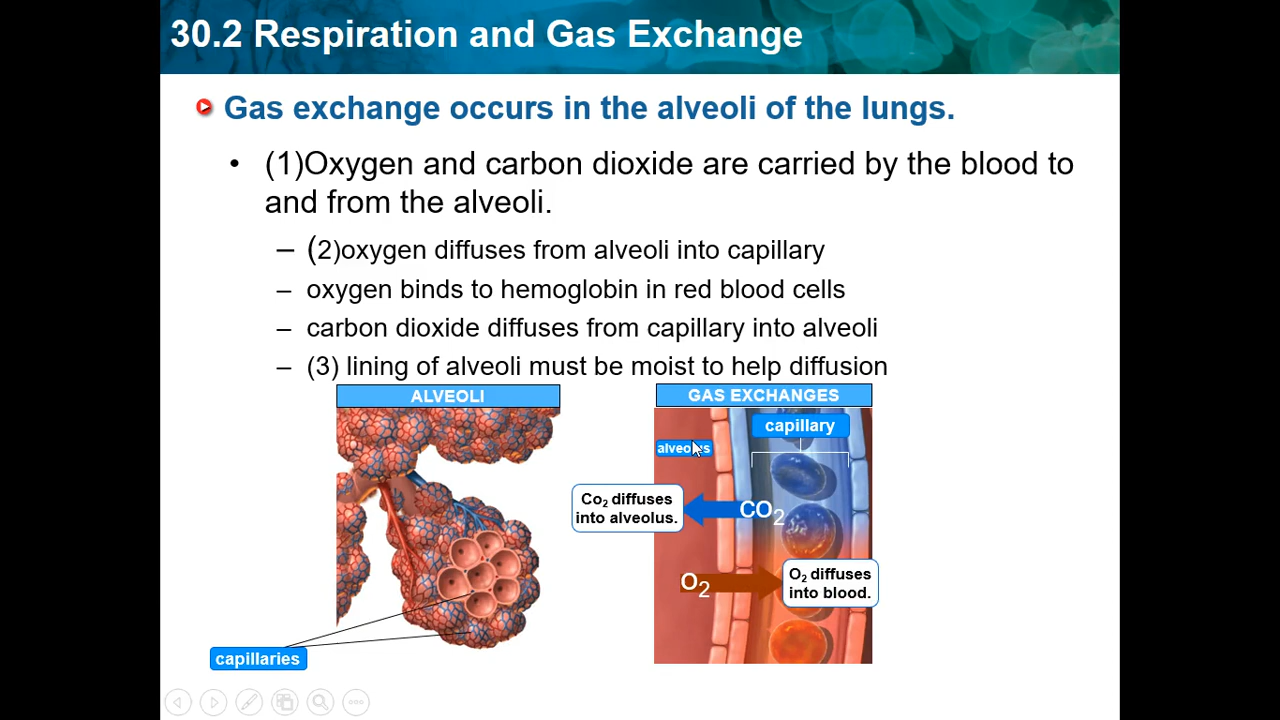 30.2 Respiration and Gas Exchange
Gas exchange occurs in the alveoli of the lungs.
• (1)Oxygen and carbon dioxide are carried by the blood to
and from the alveoli.
– (2)oxygen diffuses from alveoli into capillary
– oxygen binds to hemoglobin in red blood cells
– carbon dioxide diffuses from capillary into alveoli
– (3) lining of alveoli must be moist to help diffusion
ALVEOLI
capillaries
GAS EXCHANGES
capillary
alveolus
Co₂ diffuses
into alveolus.
CO₂
O₂
O₂ diffuses
into blood.